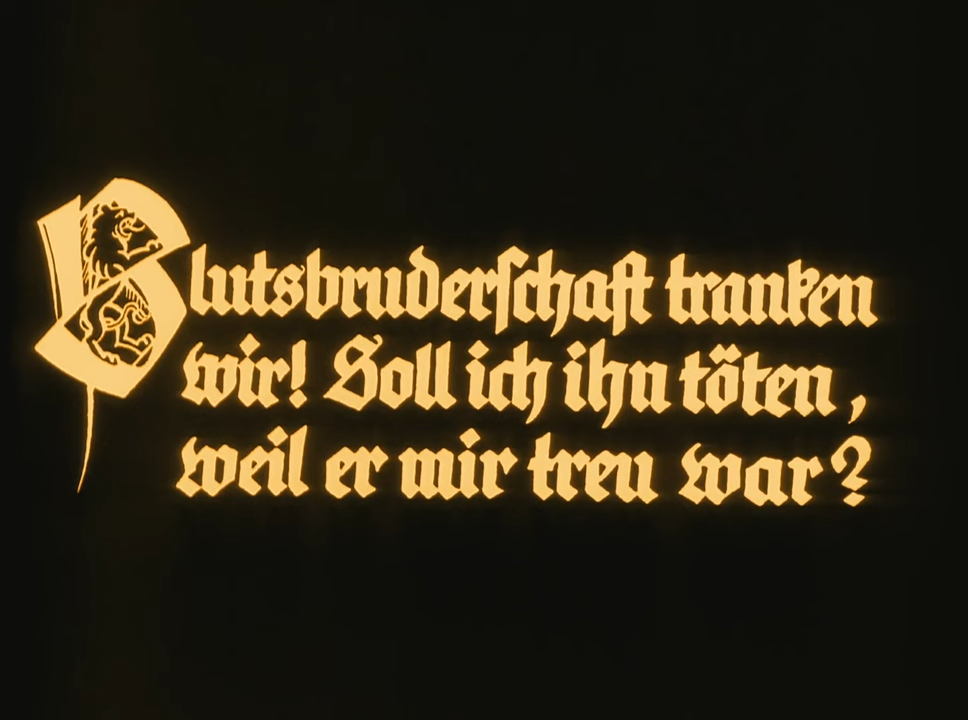 Blutsbruderſchaft tranken
wir! Soll ich ihn töten,
weil er mir treu war?